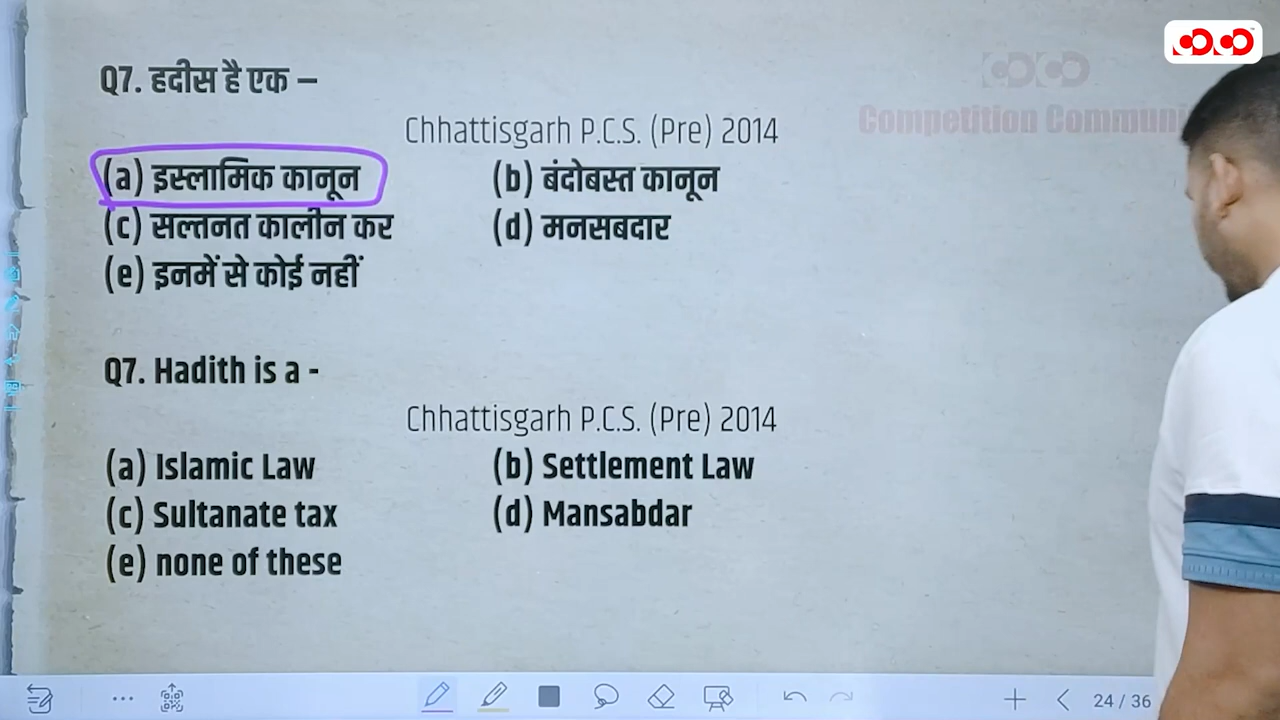 Q7. हदीस है एक –
Chhattisgarh P.C.S. (Pre) 2014
(a) इस्लामिक कानून (b) बंदोबस्त कानून
(c) सल्तनत कालीन कर (d) मनसबदार
(e) इनमें से कोई नहीं
Q7. Hadith is a -
Chhattisgarh P.C.S. (Pre) 2014
(a) Islamic Law (b) Settlement Law
(c) Sultanate tax (d) Mansabdar
(e) none of these
Competition
24 / 36